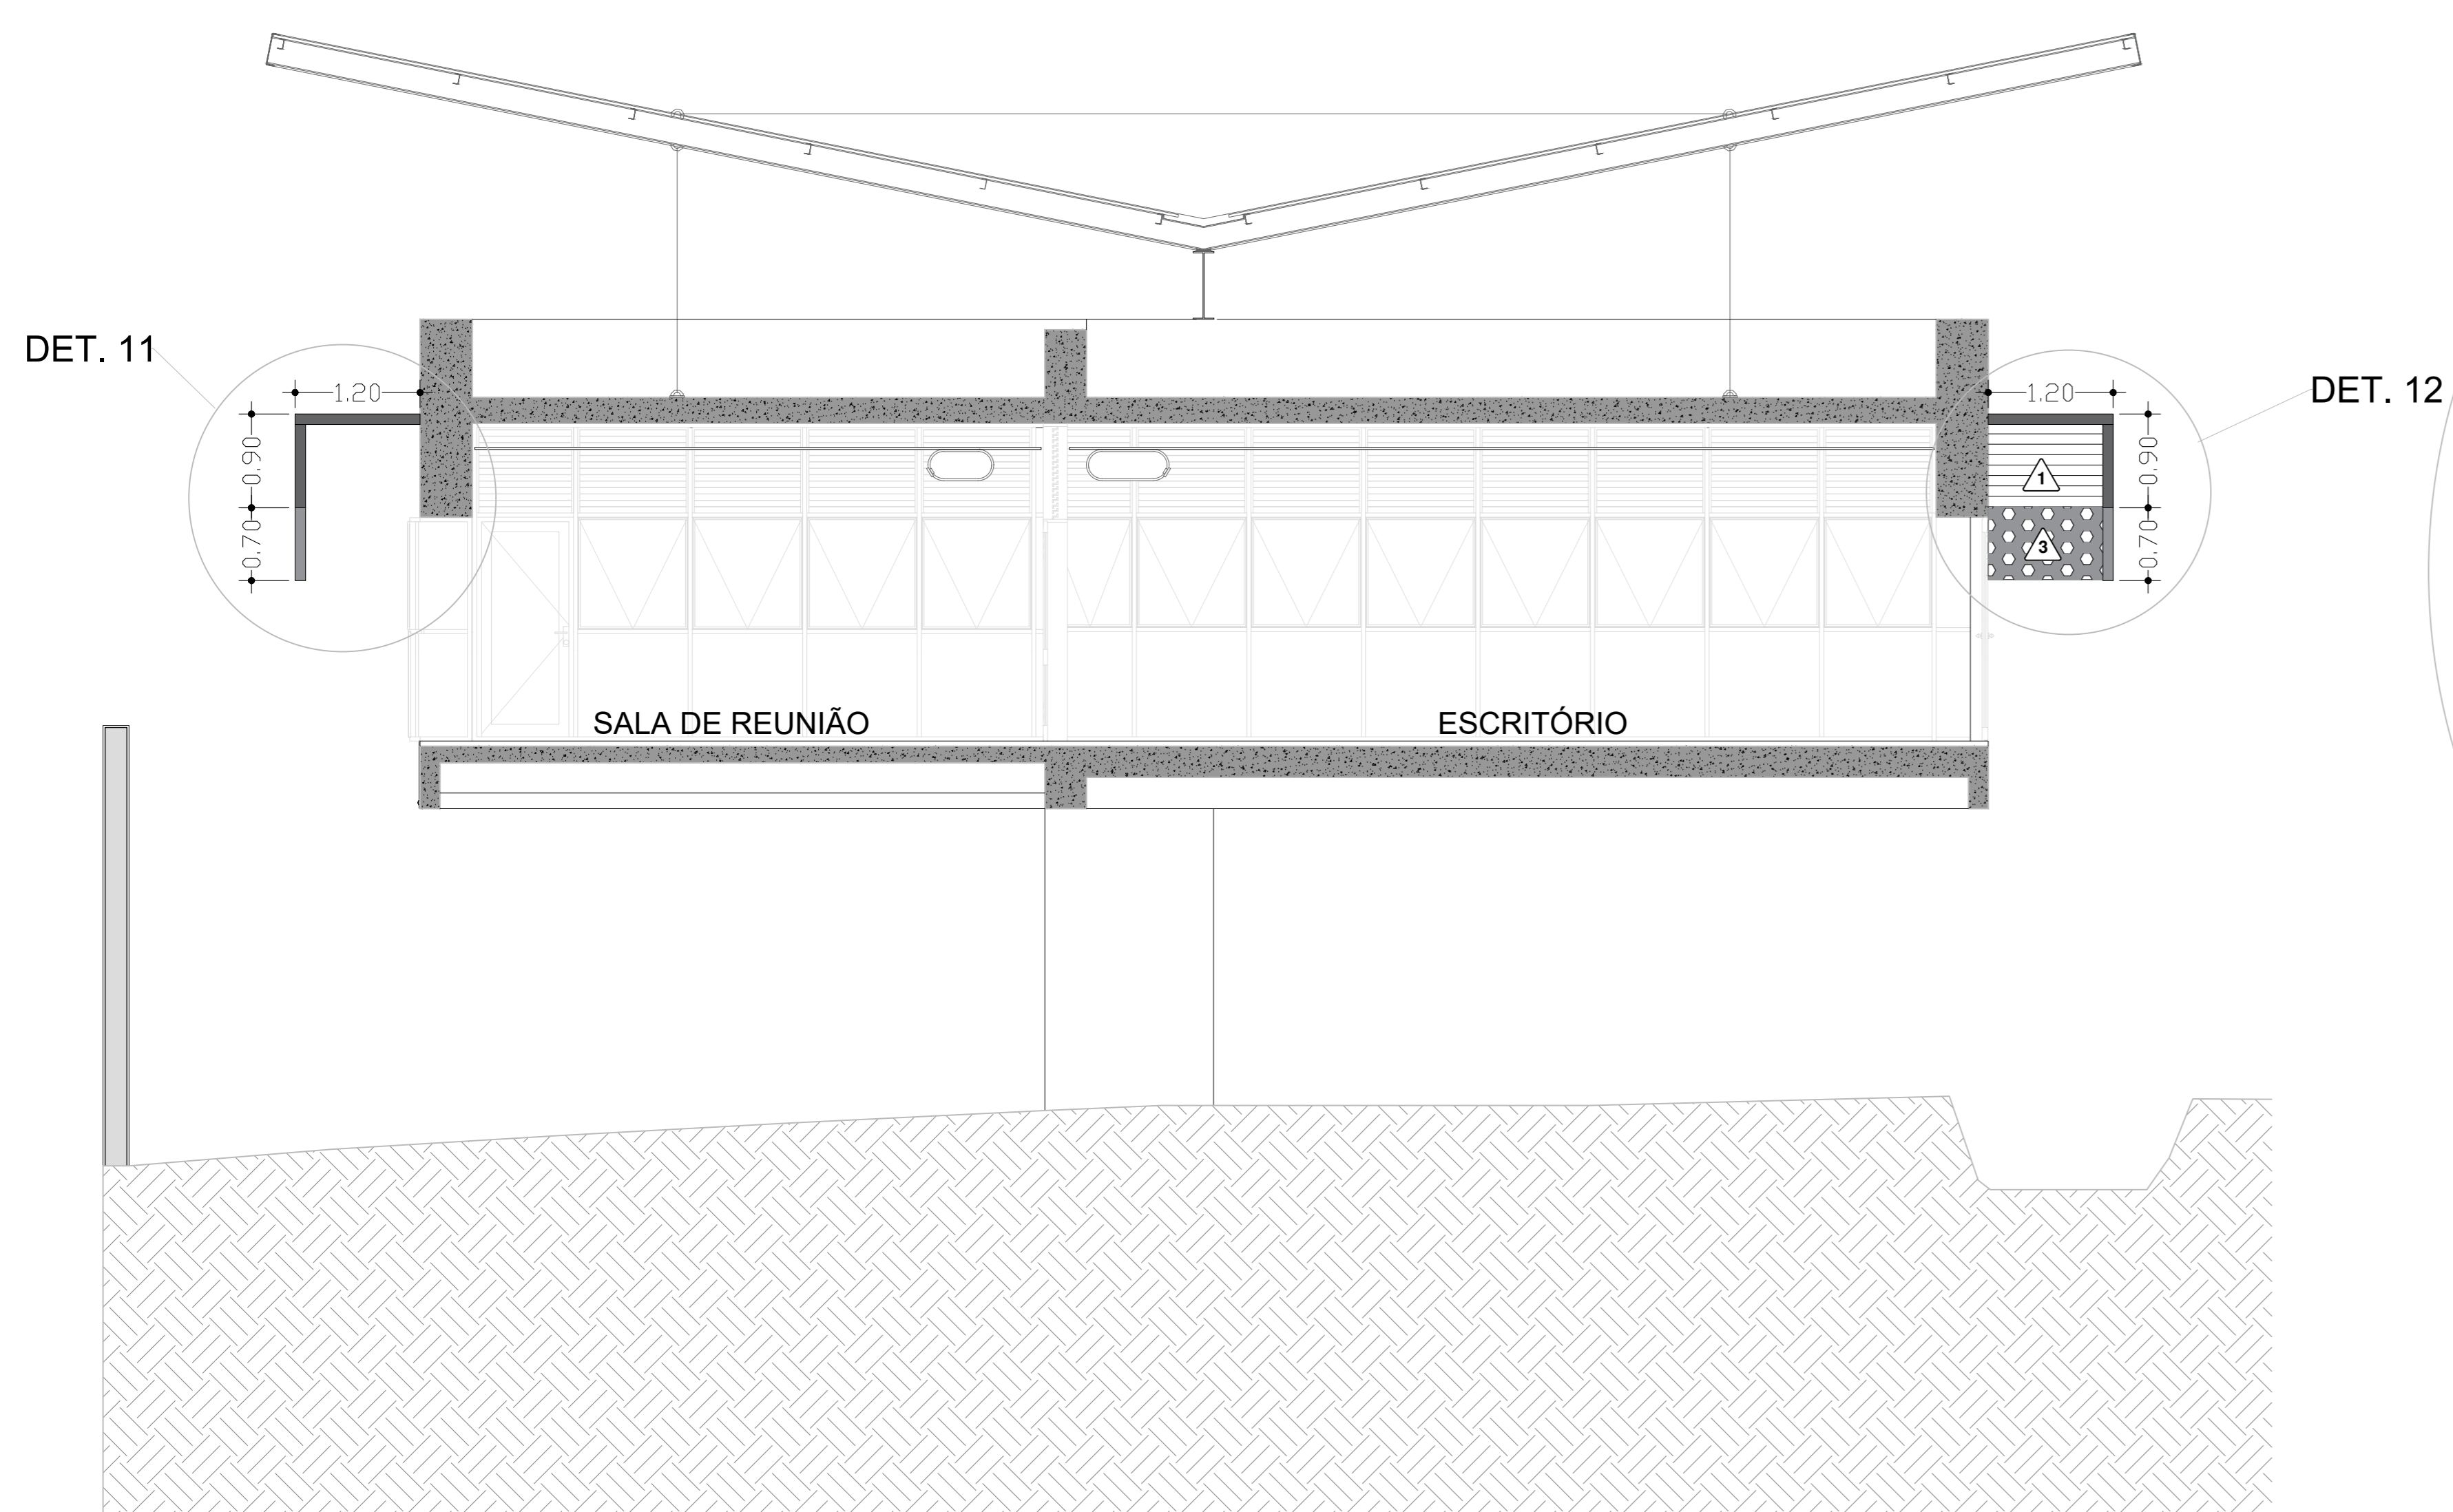 DET. 11
1,20
0,90
0,70
1,20
DET. 12
0,90
1
0,70
3
SALA DE REUNIÃO
ESCRITÓRIO